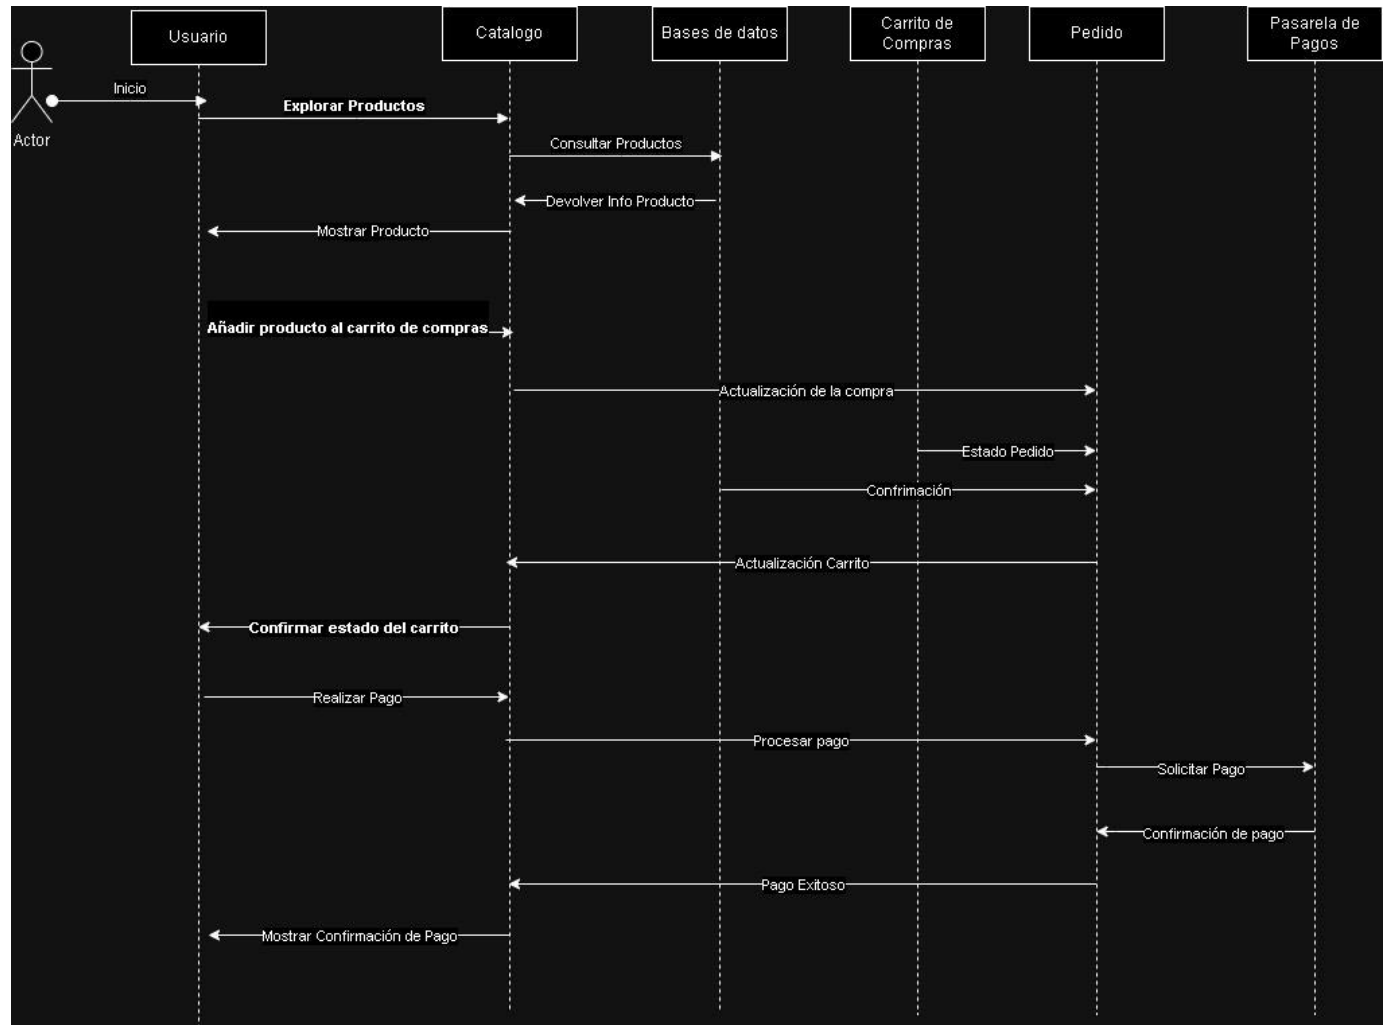 Usuario
Catalogo
Bases de datos
Carrito de
Compras
Pedido
Pasarela de
Pagos
Actor
Inicio
Explorar Productos
Consultar Productos
Devolver Info Producto
Mostrar Producto
Añadir producto al carrito de compras
Actualización de la compra
Estado Pedido
Confrimación
Actualización Carrito
Confirmar estado del carrito
Realizar Pago
Procesar pago
Solicitar Pago
Confirmación de pago
Pago Exitoso
Mostrar Confirmación de Pago